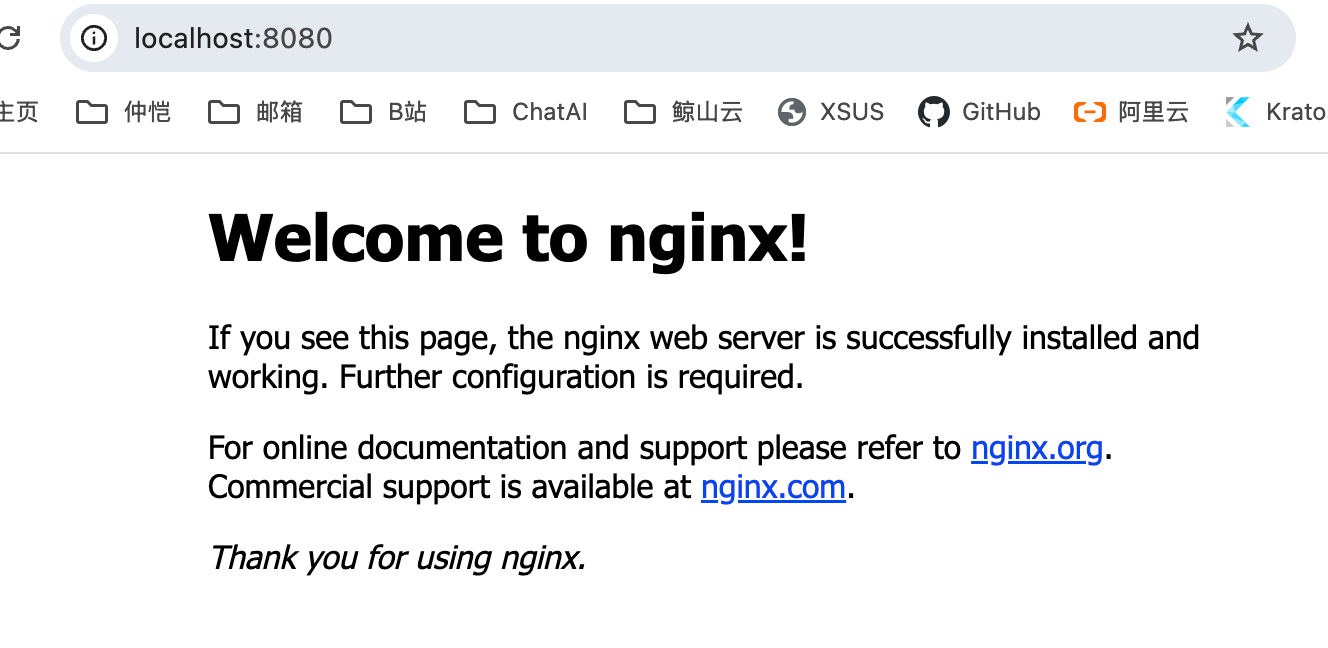 localhost:8080
主页 仲恺 邮箱 B站 ChatAI 鲸山云 XSUS GitHub 阿里云 Krato
Welcome to nginx!
If you see this page, the nginx web server is successfully installed and
working. Further configuration is required.
For online documentation and support please refer to nginx.org.
Commercial support is available at nginx.com.
Thank you for using nginx.